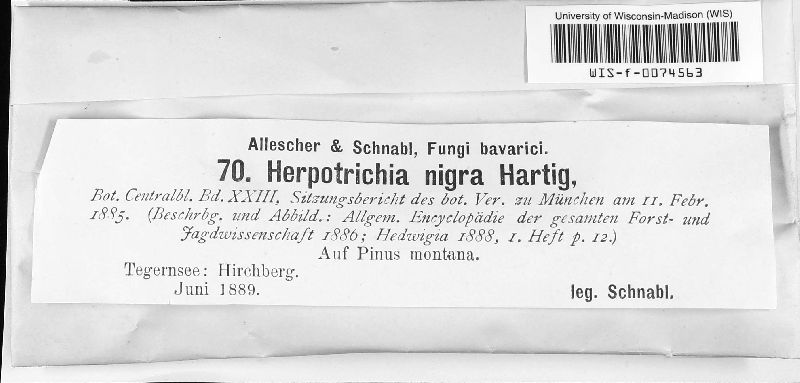 University of Wisconsin-Madison (WIS)
WIS-f-0074563
Allescher & Schnabl, Fungi bavarici.
70. Herpotrichia nigra Hartig,
Bot. Centralbl. Bd. XXIII, Sitzungsbericht des bot. Ver. zu München am 11. Febr.
1885. (Beschrbg. und Abbild.: Allgem. Encyclopädie der gesamten Forst- und
Jagdwissenschaft 1886; Hedwigia 1888, 1. Heft p. 12.)
Auf Pinus montana.
Tegernsee: Hirchberg.
Juni 1889.
leg. Schnabl.